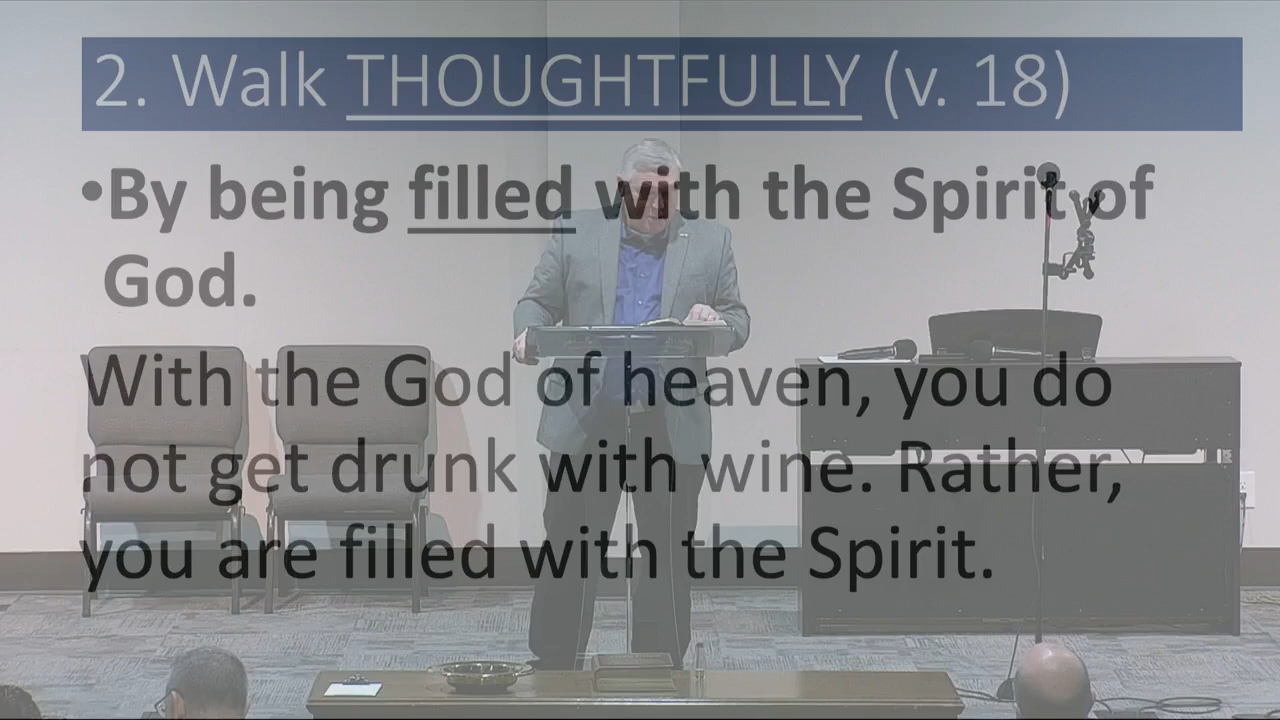 2. Walk THOUGHTFULLY (v. 18)
•By being filled with the Spirit of
God.
With the God of heaven, you do
not get drunk with wine. Rather,
you are filled with the Spirit.